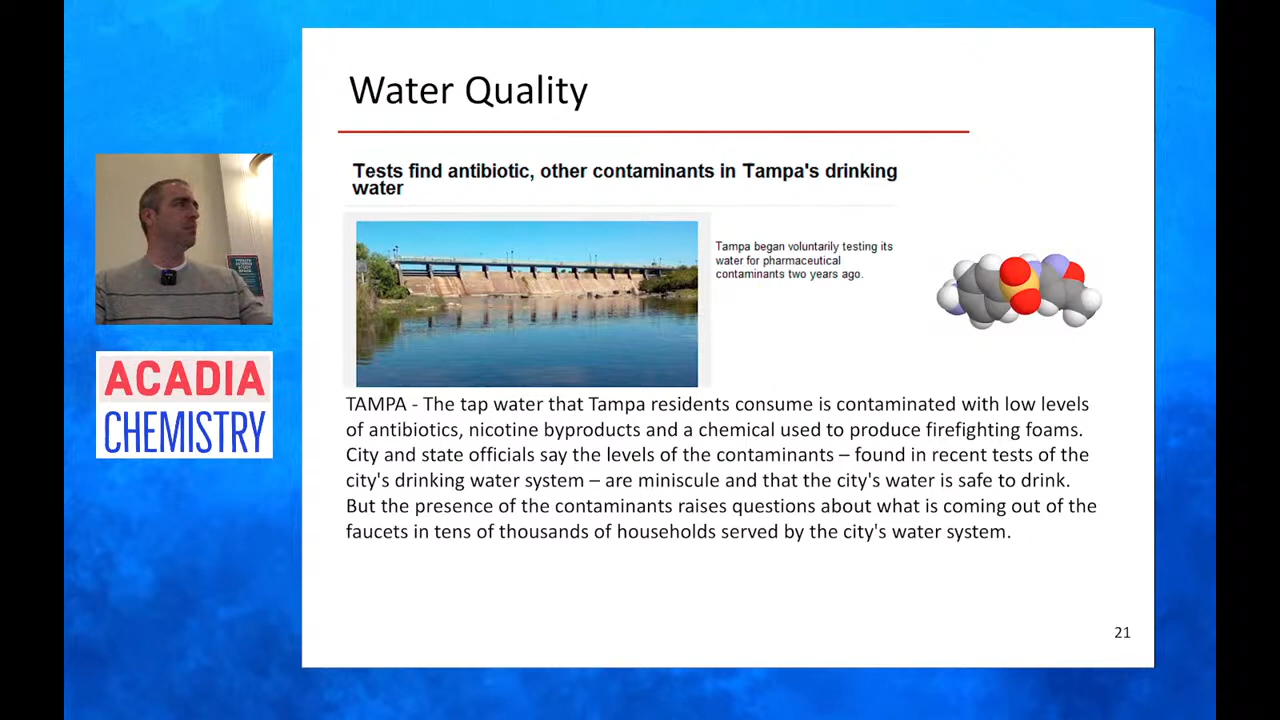 Water Quality
Tests find antibiotic, other contaminants in Tampa's drinking
water
Tampa began voluntarily testing its
water for pharmaceutical
contaminants two years ago.
ACADIA
CHEMISTRY
TAMPA - The tap water that Tampa residents consume is contaminated with low levels
of antibiotics, nicotine byproducts and a chemical used to produce firefighting foams.
City and state officials say the levels of the contaminants – found in recent tests of the
city's drinking water system – are miniscule and that the city's water is safe to drink.
But the presence of the contaminants raises questions about what is coming out of the
faucets in tens of thousands of households served by the city's water system.
21